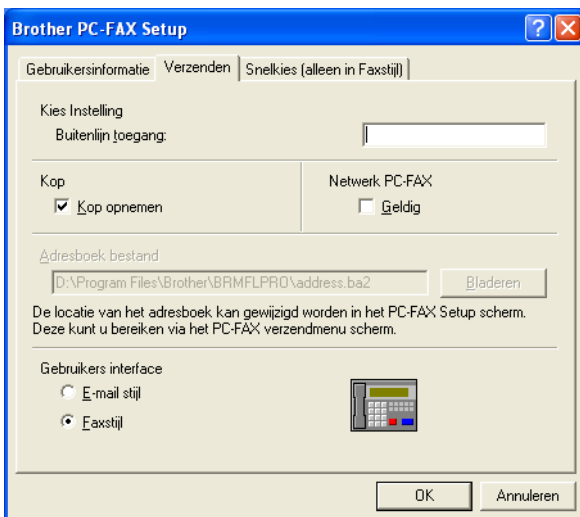 Brother PC-FAX Setup
Gebruikersinformatie Verzenden Snelkies (alleen in Faxstijl)
Kies Instelling
Buitenlijn toegang:
Kop Netwerk PC-FAX
Kop opnemen Geldig
Adresboek bestand
D:\Program Files\Brother\BRMFLPRO\address.ba2 Bladeren
De locatie van het adresboek kan gewijzigd worden in het PC-FAX Setup scherm.
Deze kunt u bereiken via het PC-FAX verzendmenu scherm.
Gebruikers interface
E-mail stijl
Faxstijl
OK Annuleren